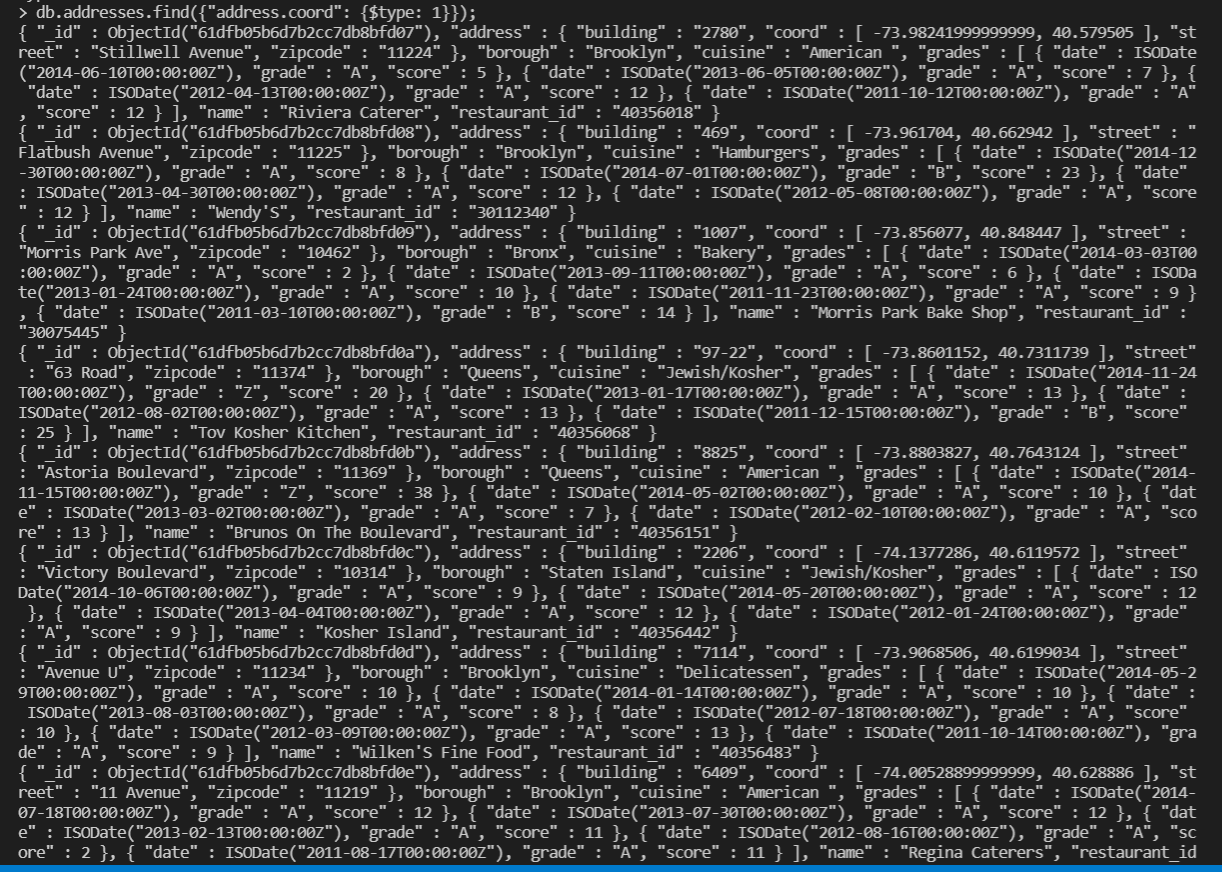 > db.addresses.find({"address.coord": {$type: 1}});
{ "_id" : ObjectId("61dfb05b6d7b2cc7db8bfd07"), "address" : { "building" : "2780", "coord" : [ -73.98241999999999, 40.579505 ], "st
reet" : "Stillwell Avenue", "zipcode" : "11224" }, "borough" : "Brooklyn", "cuisine" : "American ", "grades" : [ { "date" : ISODate
("2014-06-10T00:00:00Z"), "grade" : "A", "score" : 5 }, { "date" : ISODate("2013-06-05T00:00:00Z"), "grade" : "A", "score" : 7 }, {
 "date" : ISODate("2012-04-13T00:00:00Z"), "grade" : "A", "score" : 12 }, { "date" : ISODate("2011-10-12T00:00:00Z"), "grade" : "A"
, "score" : 12 } ], "name" : "Riviera Caterer", "restaurant_id" : "40356018" }
{ "_id" : ObjectId("61dfb05b6d7b2cc7db8bfd08"), "address" : { "building" : "469", "coord" : [ -73.961704, 40.662942 ], "street" : "
Flatbush Avenue", "zipcode" : "11225" }, "borough" : "Brooklyn", "cuisine" : "Hamburgers", "grades" : [ { "date" : ISODate("2014-12
-30T00:00:00Z"), "grade" : "A", "score" : 8 }, { "date" : ISODate("2014-07-01T00:00:00Z"), "grade" : "B", "score" : 23 }, { "date"
: ISODate("2013-04-30T00:00:00Z"), "grade" : "A", "score" : 12 }, { "date" : ISODate("2012-05-08T00:00:00Z"), "grade" : "A", "score
" : 12 } ], "name" : "Wendy'S", "restaurant_id" : "30112340" }
{ "_id" : ObjectId("61dfb05b6d7b2cc7db8bfd09"), "address" : { "building" : "1007", "coord" : [ -73.856077, 40.848447 ], "street" :
"Morris Park Ave", "zipcode" : "10462" }, "borough" : "Bronx", "cuisine" : "Bakery", "grades" : [ { "date" : ISODate("2014-03-03T00
:00:00Z"), "grade" : "A", "score" : 2 }, { "date" : ISODate("2013-09-11T00:00:00Z"), "grade" : "A", "score" : 6 }, { "date" : ISODa
te("2013-01-24T00:00:00Z"), "grade" : "A", "score" : 10 }, { "date" : ISODate("2011-11-23T00:00:00Z"), "grade" : "A", "score" : 9 }
, { "date" : ISODate("2011-03-10T00:00:00Z"), "grade" : "B", "score" : 14 } ], "name" : "Morris Park Bake Shop", "restaurant_id" :
"30075445" }
{ "_id" : ObjectId("61dfb05b6d7b2cc7db8bfd0a"), "address" : { "building" : "97-22", "coord" : [ -73.8601152, 40.7311739 ], "street"
 : "63 Road", "zipcode" : "11374" }, "borough" : "Queens", "cuisine" : "Jewish/Kosher", "grades" : [ { "date" : ISODate("2014-11-24
T00:00:00Z"), "grade" : "Z", "score" : 20 }, { "date" : ISODate("2013-01-17T00:00:00Z"), "grade" : "A", "score" : 13 }, { "date" :
ISODate("2012-08-02T00:00:00Z"), "grade" : "A", "score" : 13 }, { "date" : ISODate("2011-12-15T00:00:00Z"), "grade" : "B", "score"
: 25 } ], "name" : "Tov Kosher Kitchen", "restaurant_id" : "40356068" }
{ "_id" : ObjectId("61dfb05b6d7b2cc7db8bfd0b"), "address" : { "building" : "8825", "coord" : [ -73.8803827, 40.7643124 ], "street"
: "Astoria Boulevard", "zipcode" : "11369" }, "borough" : "Queens", "cuisine" : "American ", "grades" : [ { "date" : ISODate("2014-
11-15T00:00:00Z"), "grade" : "Z", "score" : 38 }, { "date" : ISODate("2014-05-02T00:00:00Z"), "grade" : "A", "score" : 10 }, { "dat
e" : ISODate("2013-03-02T00:00:00Z"), "grade" : "A", "score" : 7 }, { "date" : ISODate("2012-02-10T00:00:00Z"), "grade" : "A", "sco
re" : 13 } ], "name" : "Brunos On The Boulevard", "restaurant_id" : "40356151" }
{ "_id" : ObjectId("61dfb05b6d7b2cc7db8bfd0c"), "address" : { "building" : "2206", "coord" : [ -74.1377286, 40.6119572 ], "street"
: "Victory Boulevard", "zipcode" : "10314" }, "borough" : "Staten Island", "cuisine" : "Jewish/Kosher", "grades" : [ { "date" : ISO
Date("2014-10-06T00:00:00Z"), "grade" : "A", "score" : 9 }, { "date" : ISODate("2014-05-20T00:00:00Z"), "grade" : "A", "score" : 12
 }, { "date" : ISODate("2013-04-04T00:00:00Z"), "grade" : "A", "score" : 12 }, { "date" : ISODate("2012-01-24T00:00:00Z"), "grade"
: "A", "score" : 9 } ], "name" : "Kosher Island", "restaurant_id" : "40356442" }
{ "_id" : ObjectId("61dfb05b6d7b2cc7db8bfd0d"), "address" : { "building" : "7114", "coord" : [ -73.9068506, 40.6199034 ], "street"
: "Avenue U", "zipcode" : "11234" }, "borough" : "Brooklyn", "cuisine" : "Delicatessen", "grades" : [ { "date" : ISODate("2014-05-2
9T00:00:00Z"), "grade" : "A", "score" : 10 }, { "date" : ISODate("2014-01-14T00:00:00Z"), "grade" : "A", "score" : 10 }, { "date" :
 ISODate("2013-08-03T00:00:00Z"), "grade" : "A", "score" : 8 }, { "date" : ISODate("2012-07-18T00:00:00Z"), "grade" : "A", "score"
: 10 }, { "date" : ISODate("2012-03-09T00:00:00Z"), "grade" : "A", "score" : 13 }, { "date" : ISODate("2011-10-14T00:00:00Z"), "gra
de" : "A", "score" : 9 } ], "name" : "Wilken'S Fine Food", "restaurant_id" : "40356483" }
{ "_id" : ObjectId("61dfb05b6d7b2cc7db8bfd0e"), "address" : { "building" : "6409", "coord" : [ -74.00528899999999, 40.628886 ], "st
reet" : "11 Avenue", "zipcode" : "11219" }, "borough" : "Brooklyn", "cuisine" : "American ", "grades" : [ { "date" : ISODate("2014-
07-18T00:00:00Z"), "grade" : "A", "score" : 12 }, { "date" : ISODate("2013-07-30T00:00:00Z"), "grade" : "A", "score" : 12 }, { "dat
e" : ISODate("2013-02-13T00:00:00Z"), "grade" : "A", "score" : 11 }, { "date" : ISODate("2012-08-16T00:00:00Z"), "grade" : "A", "sc
ore" : 2 }, { "date" : ISODate("2011-08-17T00:00:00Z"), "grade" : "A", "score" : 11 } ], "name" : "Regina Caterers", "restaurant_id